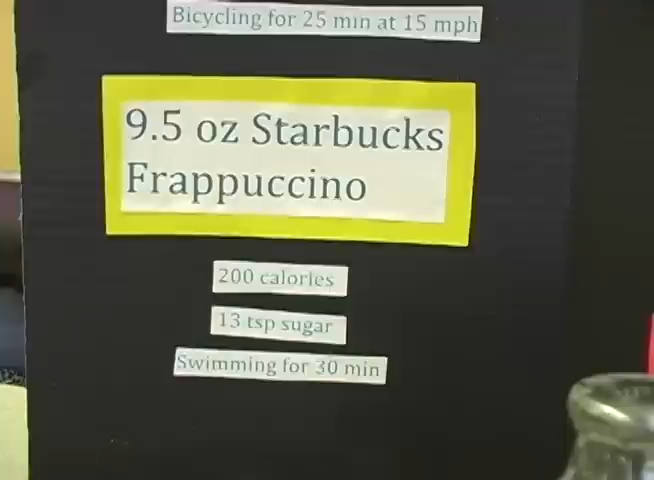 Bicycling for 25 min at 15 mph
9.5 oz Starbucks
Frappuccino
200 calories
13 tsp sugar
Swimming for 30 min